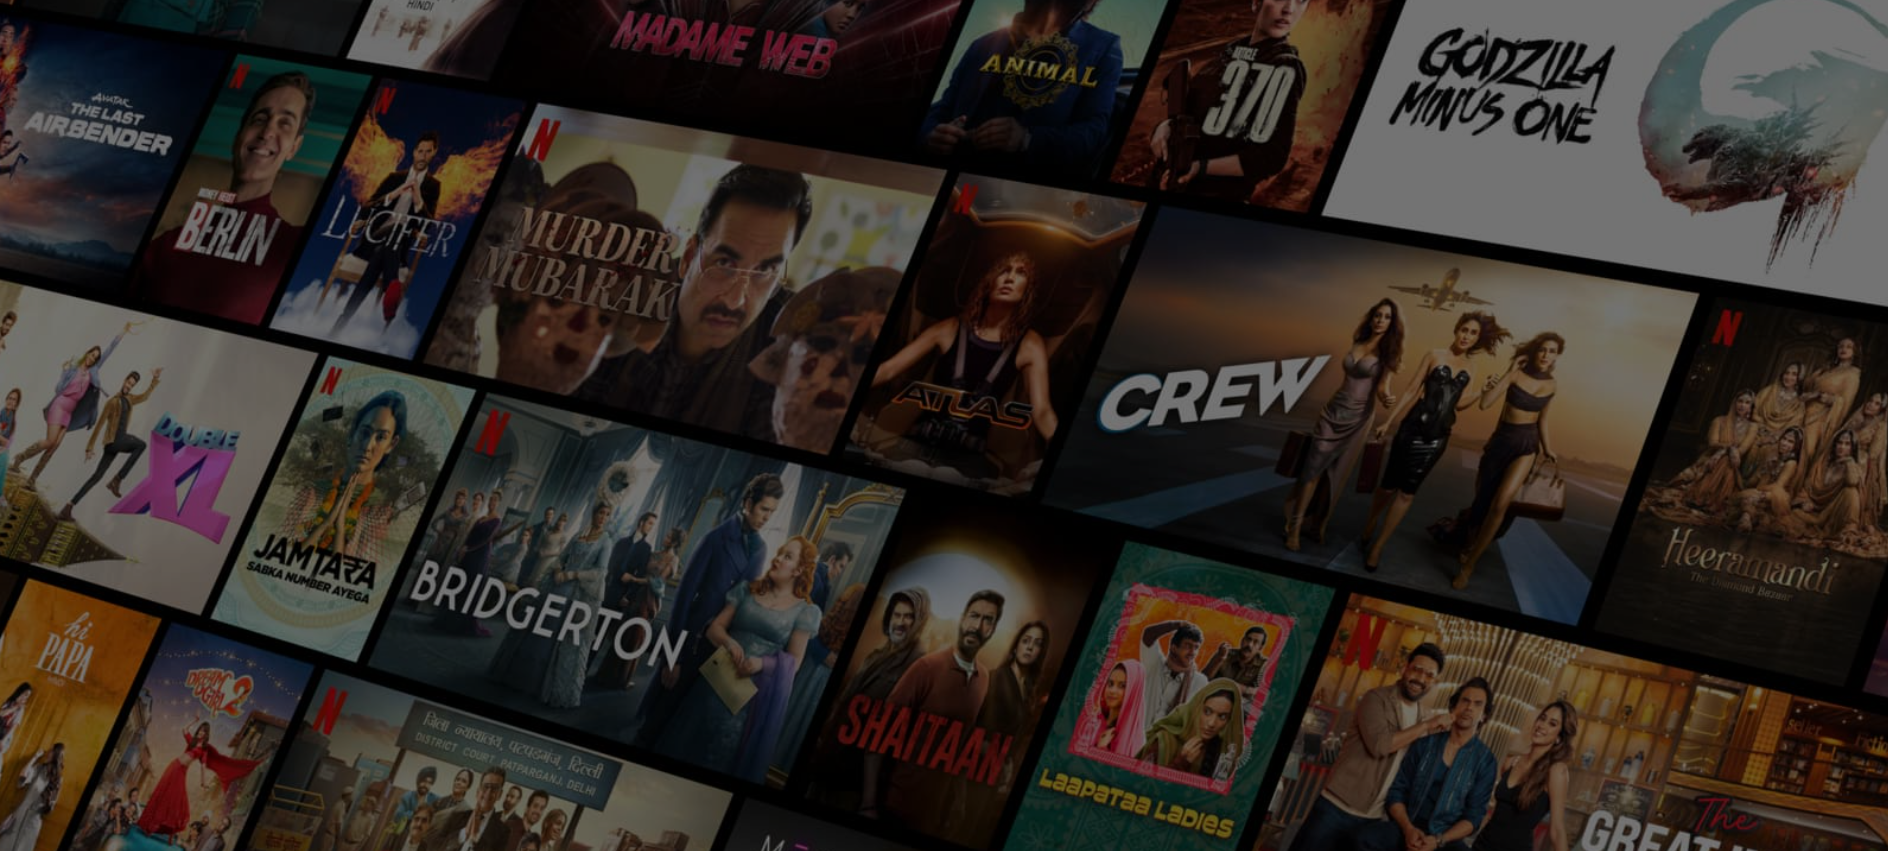 HINDI
MADAME WEB
ANIMAL
ARTICLE
370
GODZILLA
MINUS ONE
AVATAR
THE LAST
AIRBENDER
N
MONEY HEIST
BERLIN
N
LUCIFER
N
MURDER
MUBARAK
N
ATLAS
CREW
N
Heeramandi
The Diamond Bazaar
DOUBLE
XL
N
JAMTARA
SABKA NUMBER AYEGA
N
BRIDGERTON
SHAITAAN
LAAPATAA LADIES
N
The
GREAT
hi
PAPA
HINDI
DREAM
GIRL
2
N
जिला न्यायालय, पटपड़गंज, दिल्ली
DISTRICT COURT, PATPARGANJ, DELHI